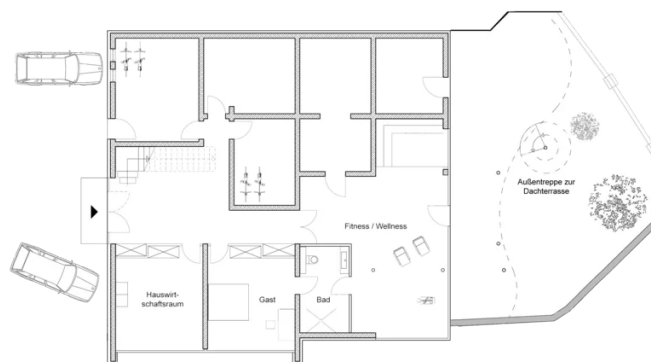 Außentreppe zur
Dachterrasse
Fitness / Wellness
Hauswirt-
schaftsraum
Gast
Bad